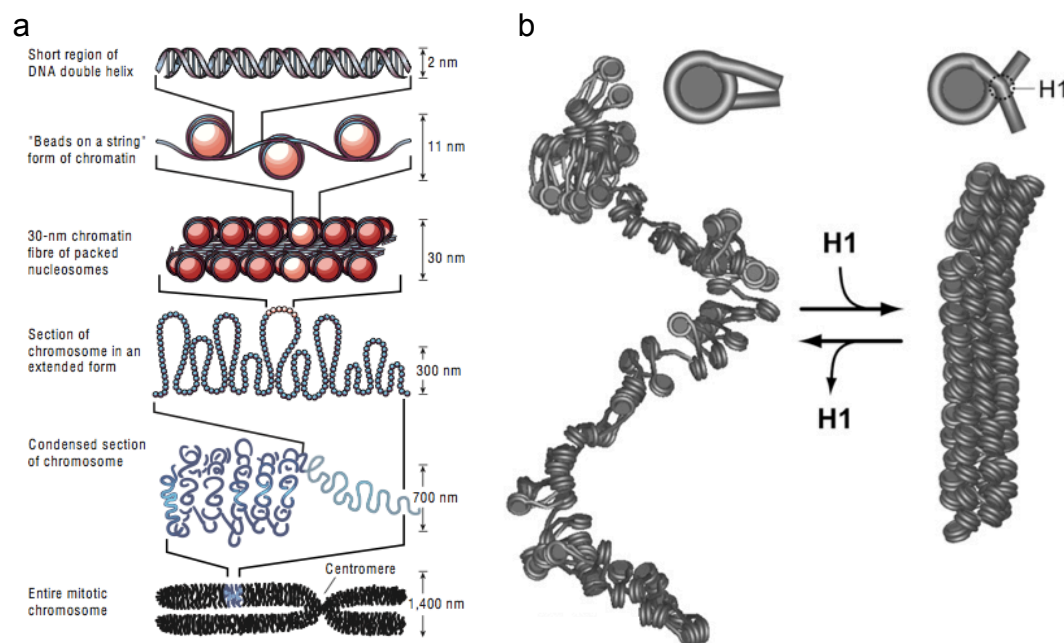 a
Short region of
DNA double helix
2 nm
"Beads on a string"
form of chromatin
11 nm
30-nm chromatin
fibre of packed
nucleosomes
30 nm
Section of
chromosome in an
extended form
300 nm
Condensed section
of chromosome
700 nm
Centromere
Entire mitotic
chromosome
1,400 nm
b
H1
H1
H1